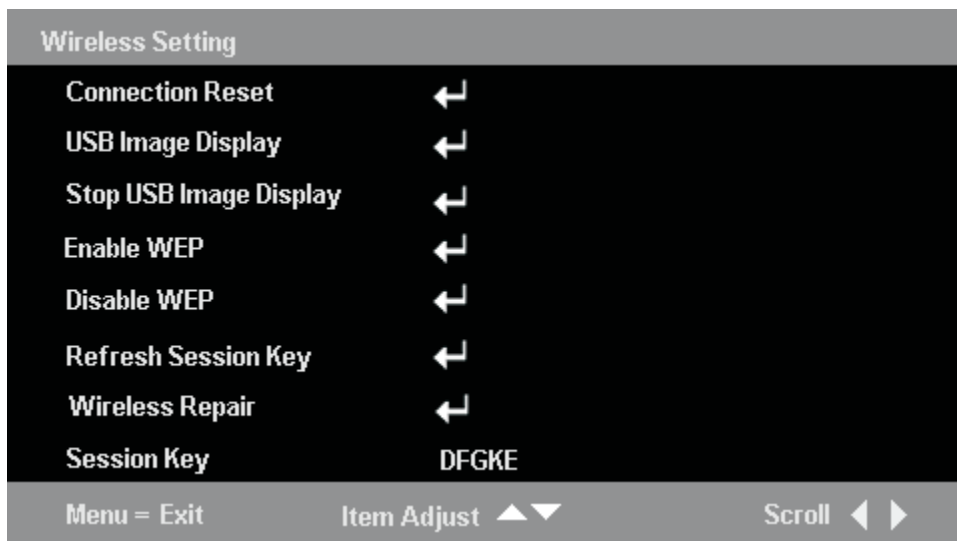 Wireless Setting
Connection Reset
USB Image Display
Stop USB Image Display
Enable WEP
Disable WEP
Refresh Session Key
Wireless Repair
Session Key DFGKE
Menu = Exit Item Adjust Scroll